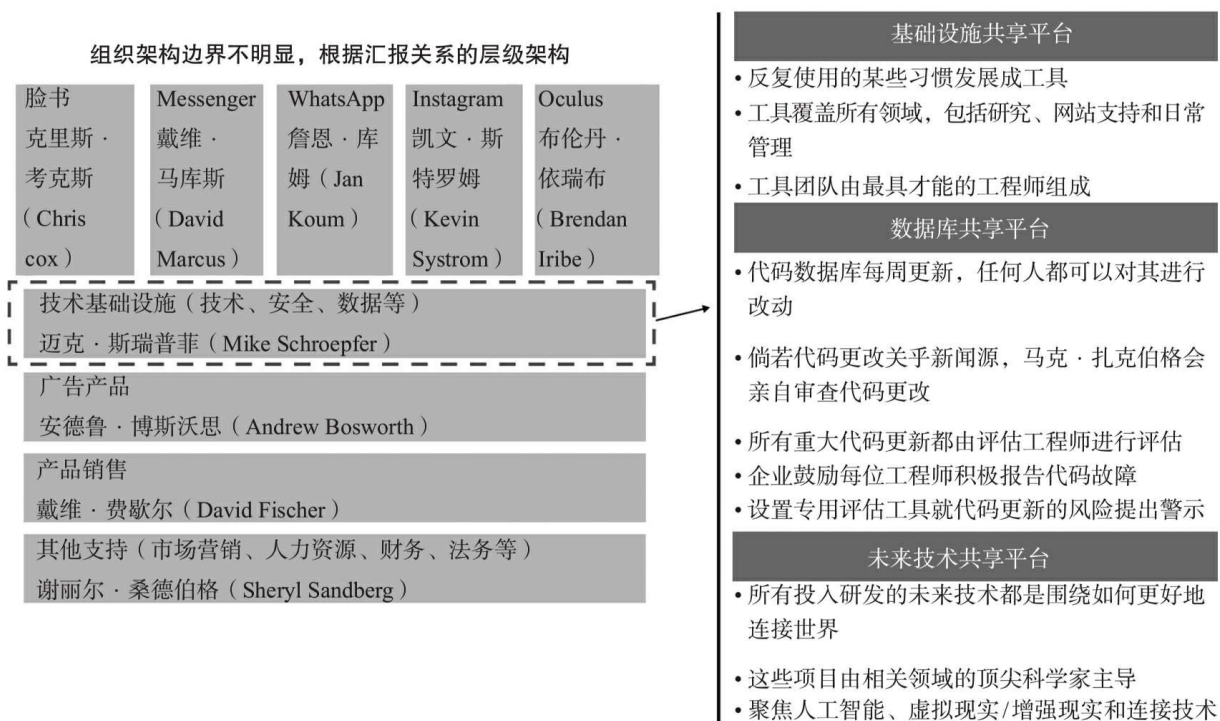 组织架构边界不明显，根据汇报关系的层级架构
脸书
克里斯·
考克斯
（Chris
cox）
Messenger
戴维·
马库斯
（David
Marcus）
WhatsApp
詹恩·库
姆（Jan
Koum）
Instagram
凯文·斯
特罗姆
（Kevin
Systrom）
Oculus
布伦丹·
依瑞布
（Brendan
Iribe）
技术基础设施（技术、安全、数据等）
迈克·斯瑞普菲（Mike Schroepfer）
广告产品
安德鲁·博斯沃思（Andrew Bosworth）
产品销售
戴维·费歇尔（David Fischer）
其他支持（市场营销、人力资源、财务、法务等）
谢丽尔·桑德伯格（Sheryl Sandberg）
基础设施共享平台
•反复使用的某些习惯发展成工具
•工具覆盖所有领域，包括研究、网站支持和日常
管理
•工具团队由最具才能的工程师组成
数据库共享平台
•代码数据库每周更新，任何人都可以对其进行
改动
•倘若代码更改关乎新闻源，马克·扎克伯格会
亲自审查代码更改
•所有重大代码更新都由评估工程师进行评估
•企业鼓励每位工程师积极报告代码故障
•设置专用评估工具就代码更新的风险提出警示
未来技术共享平台
•所有投入研发的未来技术都是围绕如何更好地
连接世界
•这些项目由相关领域的顶尖科学家主导
•聚焦人工智能、虚拟现实/增强现实和连接技术